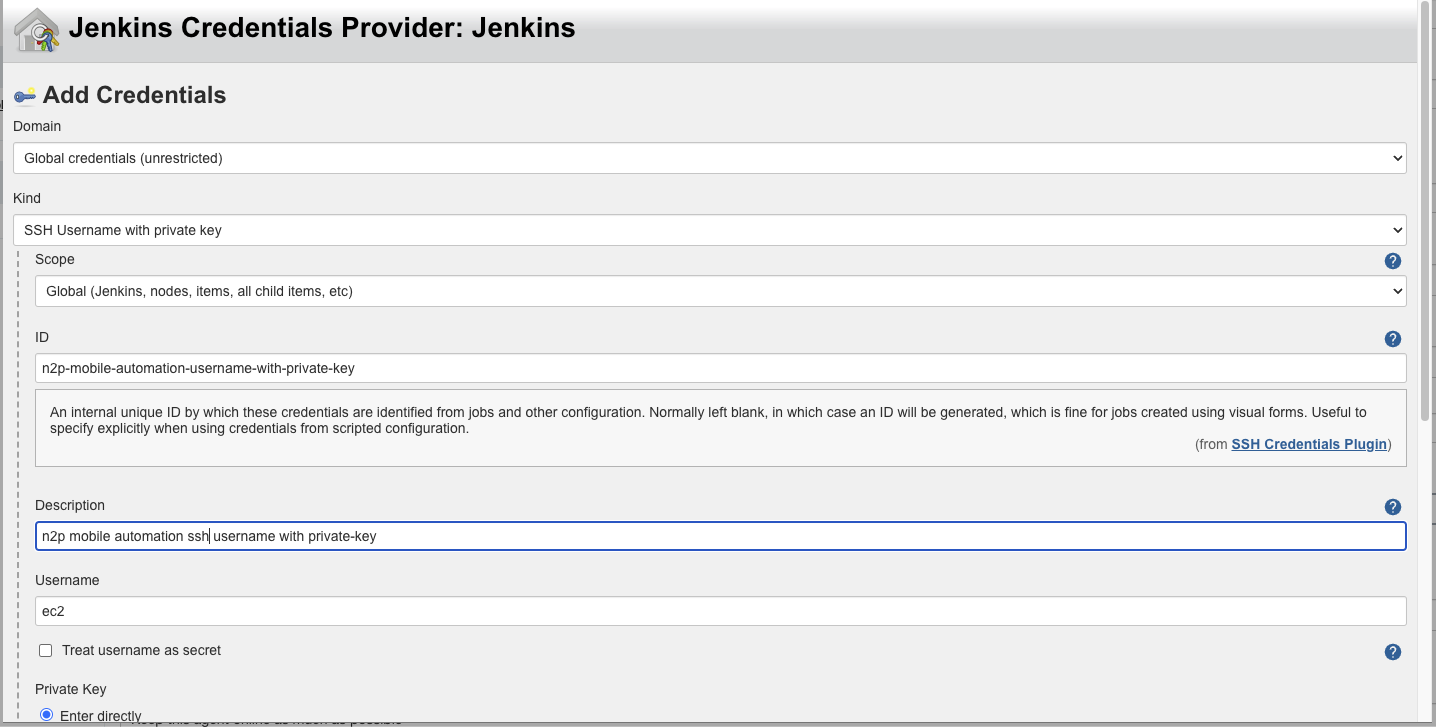 Jenkins Credentials Provider: Jenkins
Add Credentials
Domain
Global credentials (unrestricted)
Kind
SSH Username with private key
Scope
Global (Jenkins, nodes, items, all child items, etc)
ID
n2p-mobile-automation-username-with-private-key
An internal unique ID by which these credentials are identified from jobs and other configuration. Normally left blank, in which case an ID will be generated, which is fine for jobs created using visual forms. Useful to
specify explicitly when using credentials from scripted configuration.
(from SSH Credentials Plugin)
Description
n2p mobile automation ssh username with private-key
Username
ec2
Treat username as secret
Private Key
Enter directly